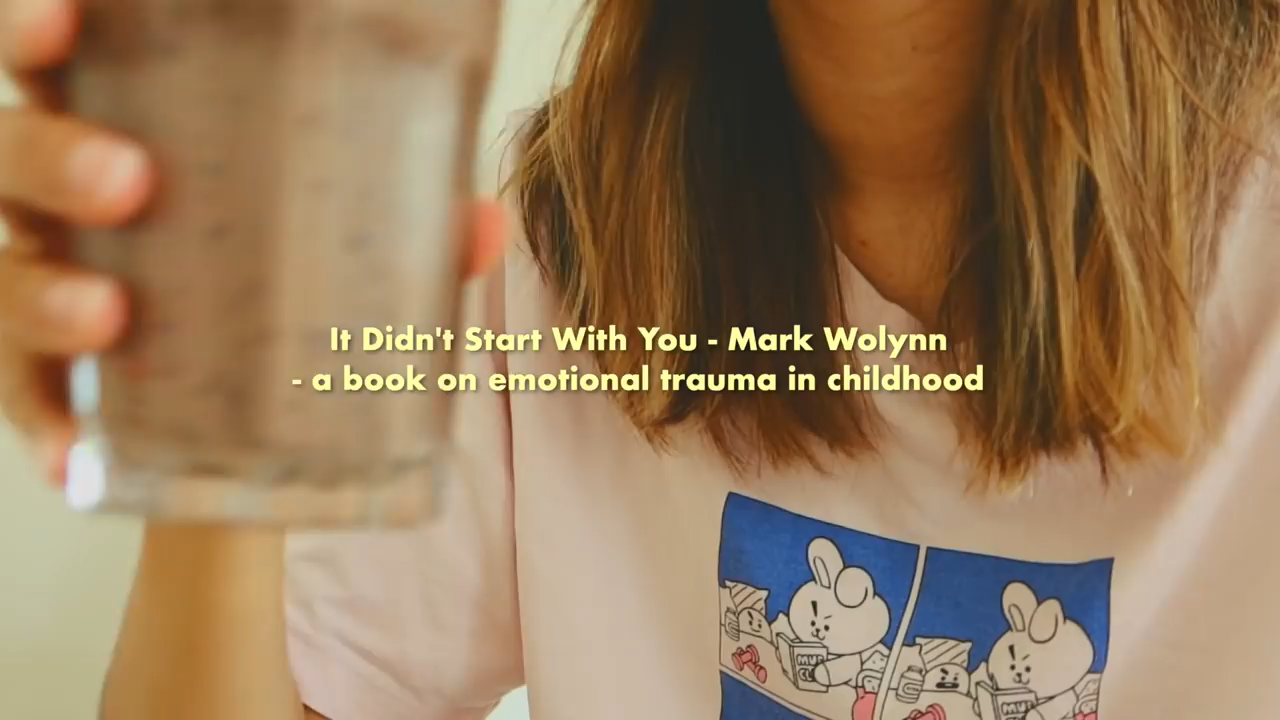 It Didn't Start With You - Mark Wolynn
- a book on emotional trauma in childhood